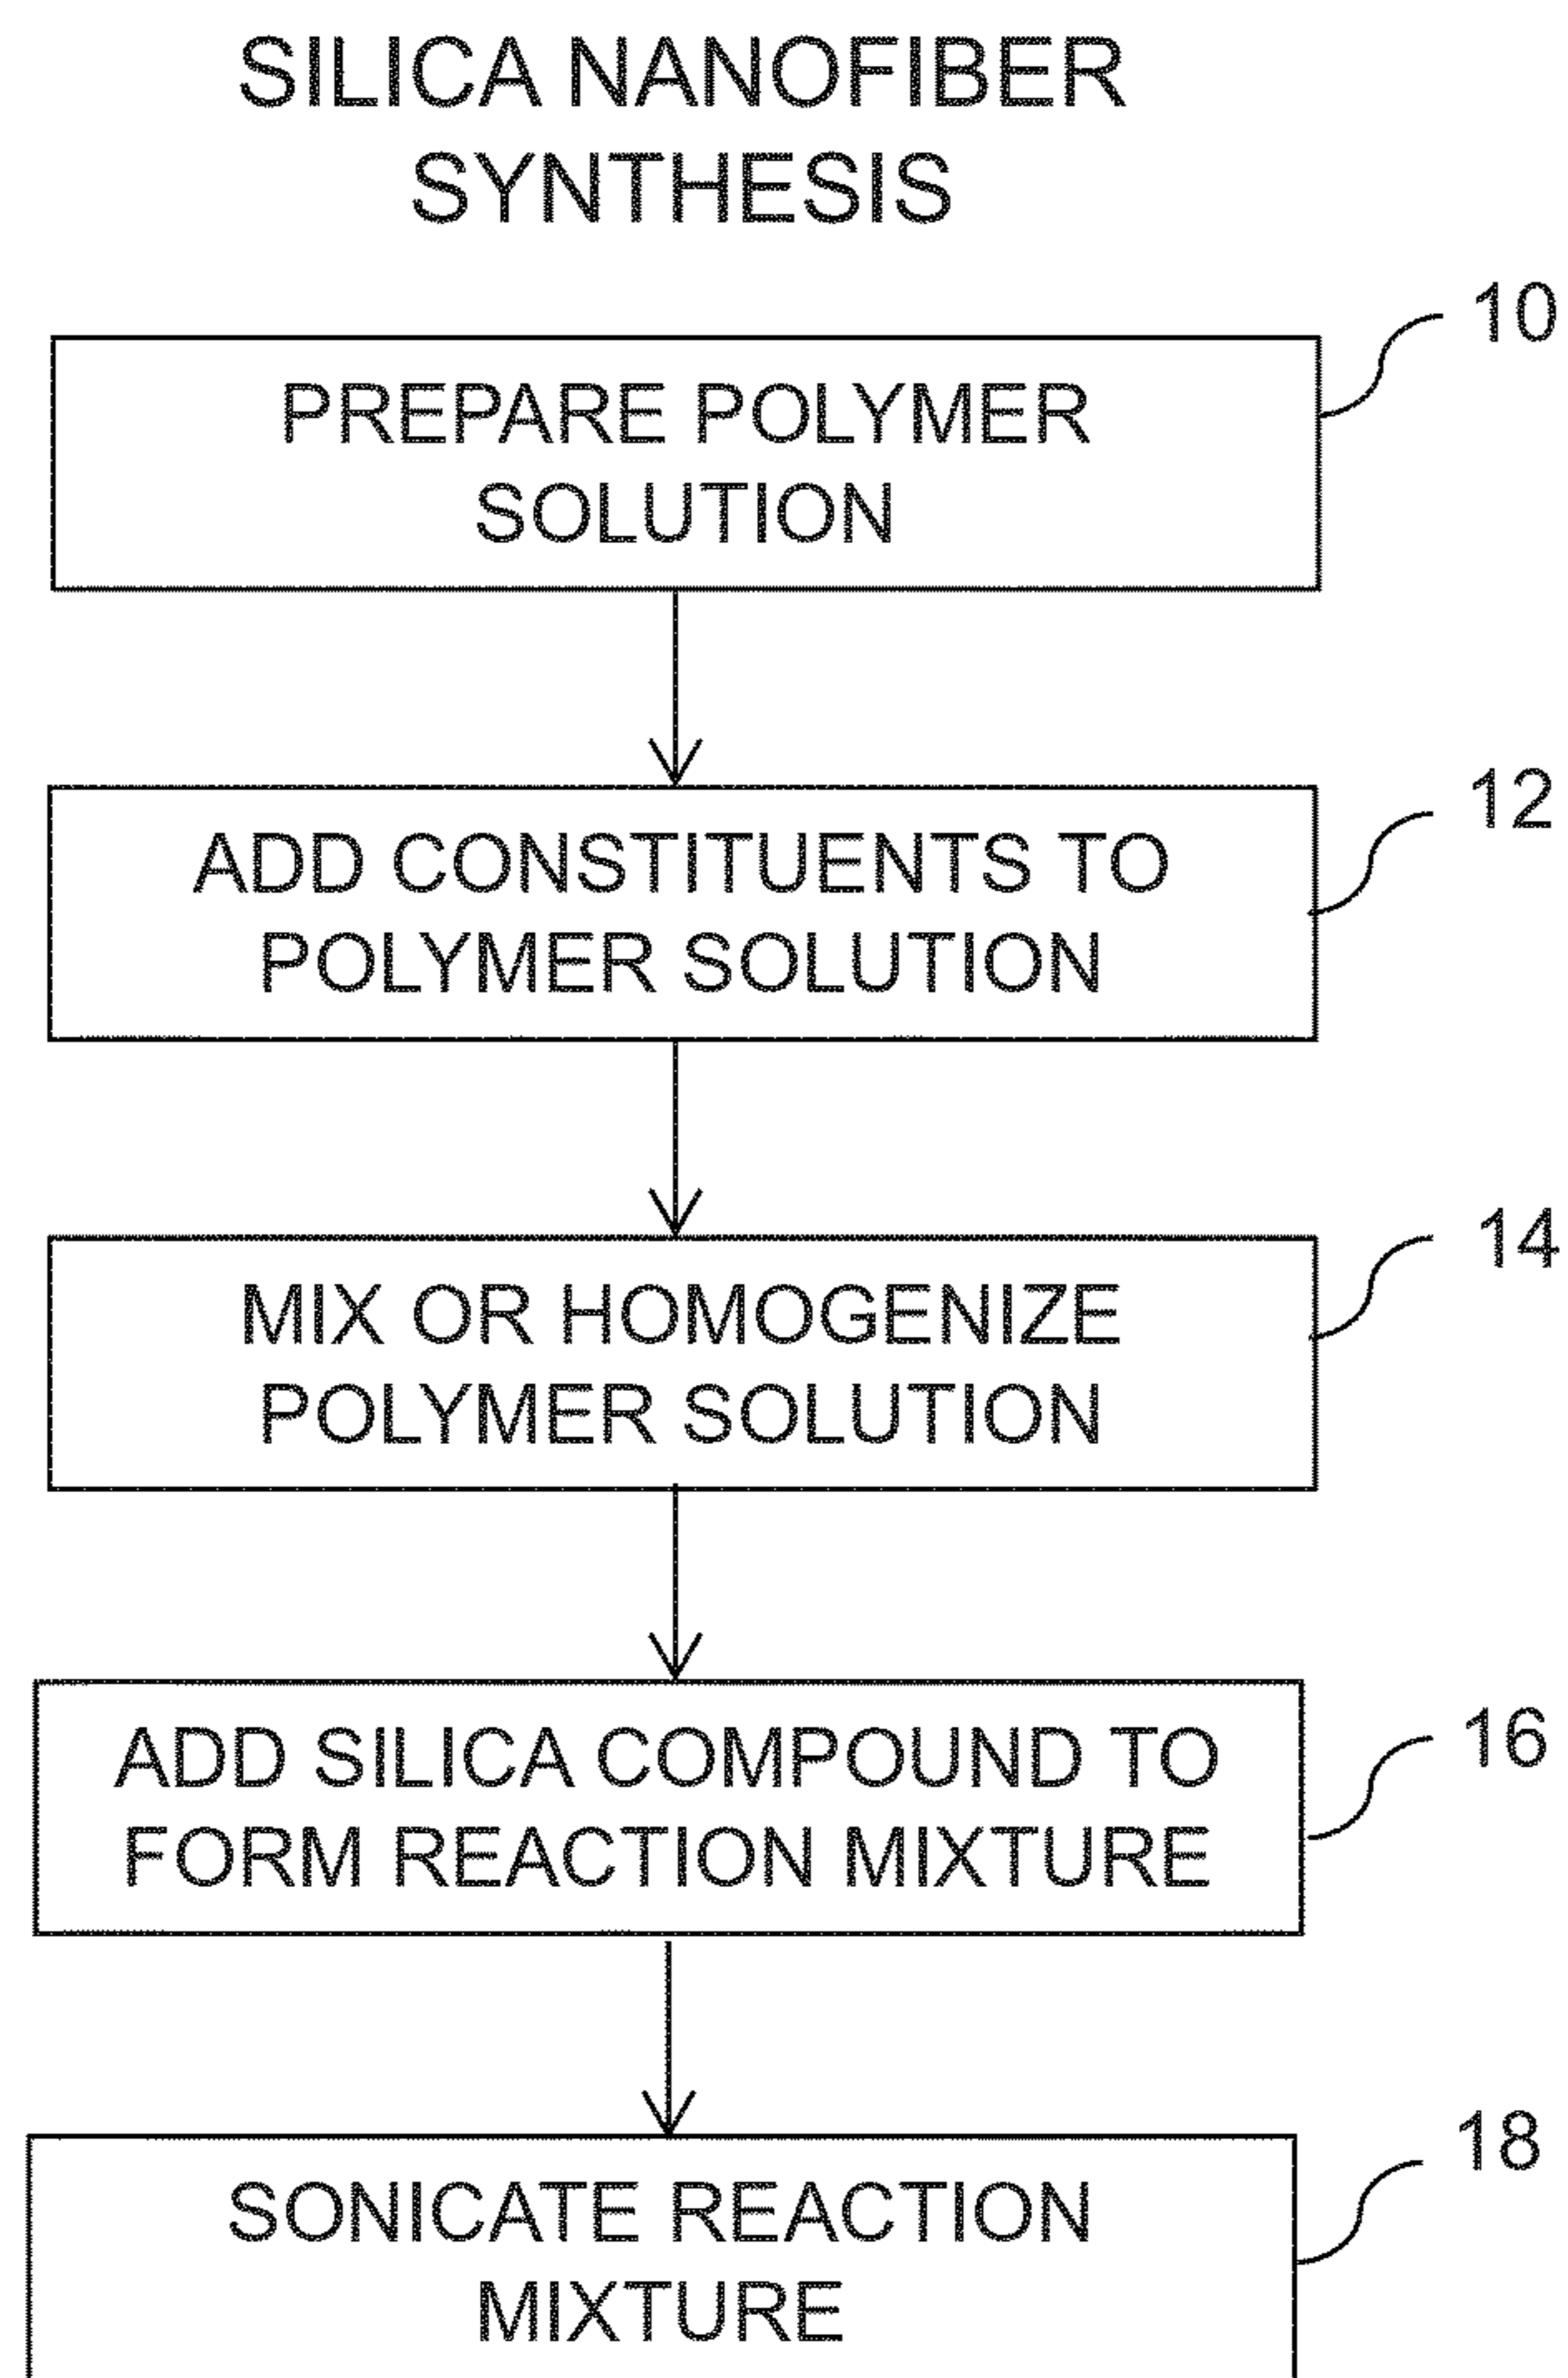 SILICA NANOFIBER
SYNTHESIS
10
PREPARE POLYMER
SOLUTION
12
ADD CONSTITUENTS TO
POLYMER SOLUTION
14
MIX OR HOMOGENIZE
POLYMER SOLUTION
16
ADD SILICA COMPOUND TO
FORM REACTION MIXTURE
18
SONICATE REACTION
MIXTURE